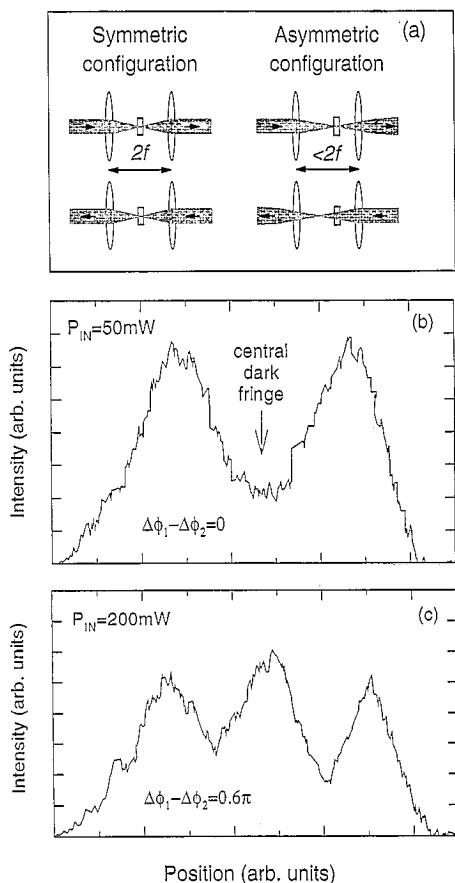 Symmetric configuration
Asymmetric configuration
(a)
2f
<2f
P_IN=50mW
(b)
central
dark
fringe
Δϕ₁−Δϕ₂=0
Intensity (arb. units)
P_IN=200mW
(c)
Δϕ₁−Δϕ₂=0.6π
Intensity (arb. units)
Position (arb. units)